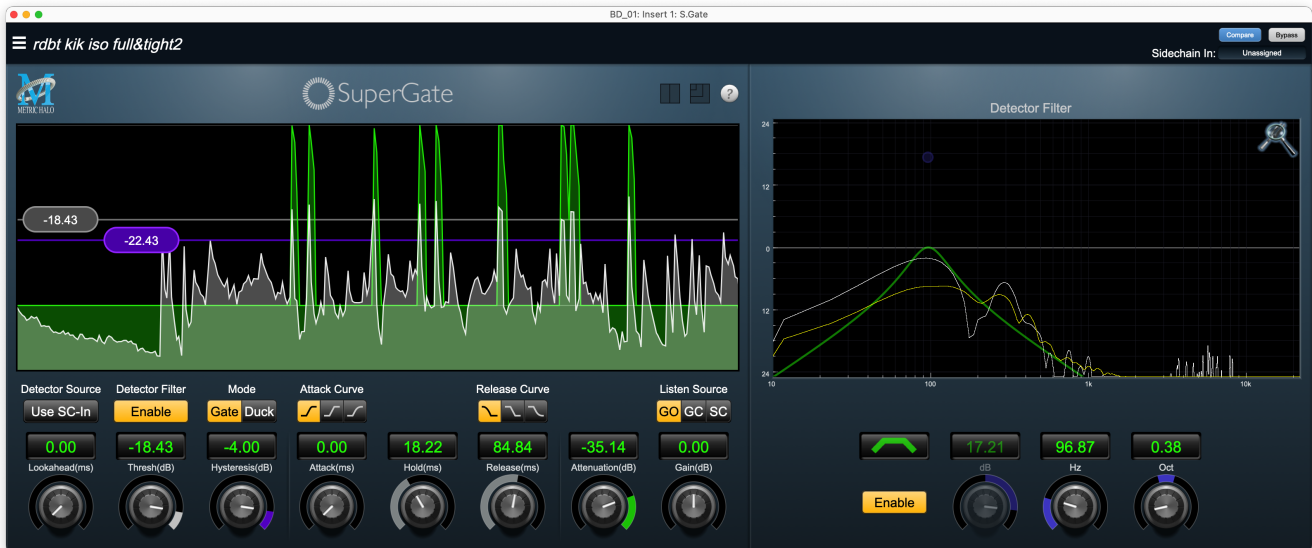 BD_01: Insert 1: S.Gate
rdbt kik iso full&tight2
Compare Bypass
Sidechain In: Unassigned
METRIC HALO
SuperGate
?
Detector Filter
-18.43
-22.43
24
12
0
12
24
10 100 1k 10k
Detector Source Detector Filter Mode Attack Curve Release Curve Listen Source
Use SC-In Enable Gate Duck GO GC SC
0.00 -18.43 -4.00 0.00 18.22 84.84 -35.14 0.00
Lookahead(ms) Thresh(dB) Hysteresis(dB) Attack(ms) Hold(ms) Release(ms) Attenuation(dB) Gain(dB)
17.21 96.87 0.38
dB Hz Oct
Enable